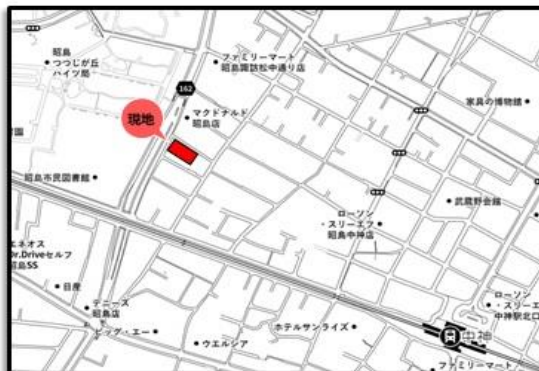 昭島
つつじが丘
ハイツ局
ファミリーマート
昭島諏訪松中通り店
162
マクドナルド
昭島店
家具の博物館
現地
園
昭島市民図書館
武蔵野会館
ローソン
・スリーエフ
昭島中神店
エネオス
Dr.Driveセルフ
昭島SS
日産
デニーズ
昭島店
ビッグ・エー
ウエルシア
ホテルサンライズ
ローソン
・スリーエフ
中神駅北口
中神
ファミリーマート